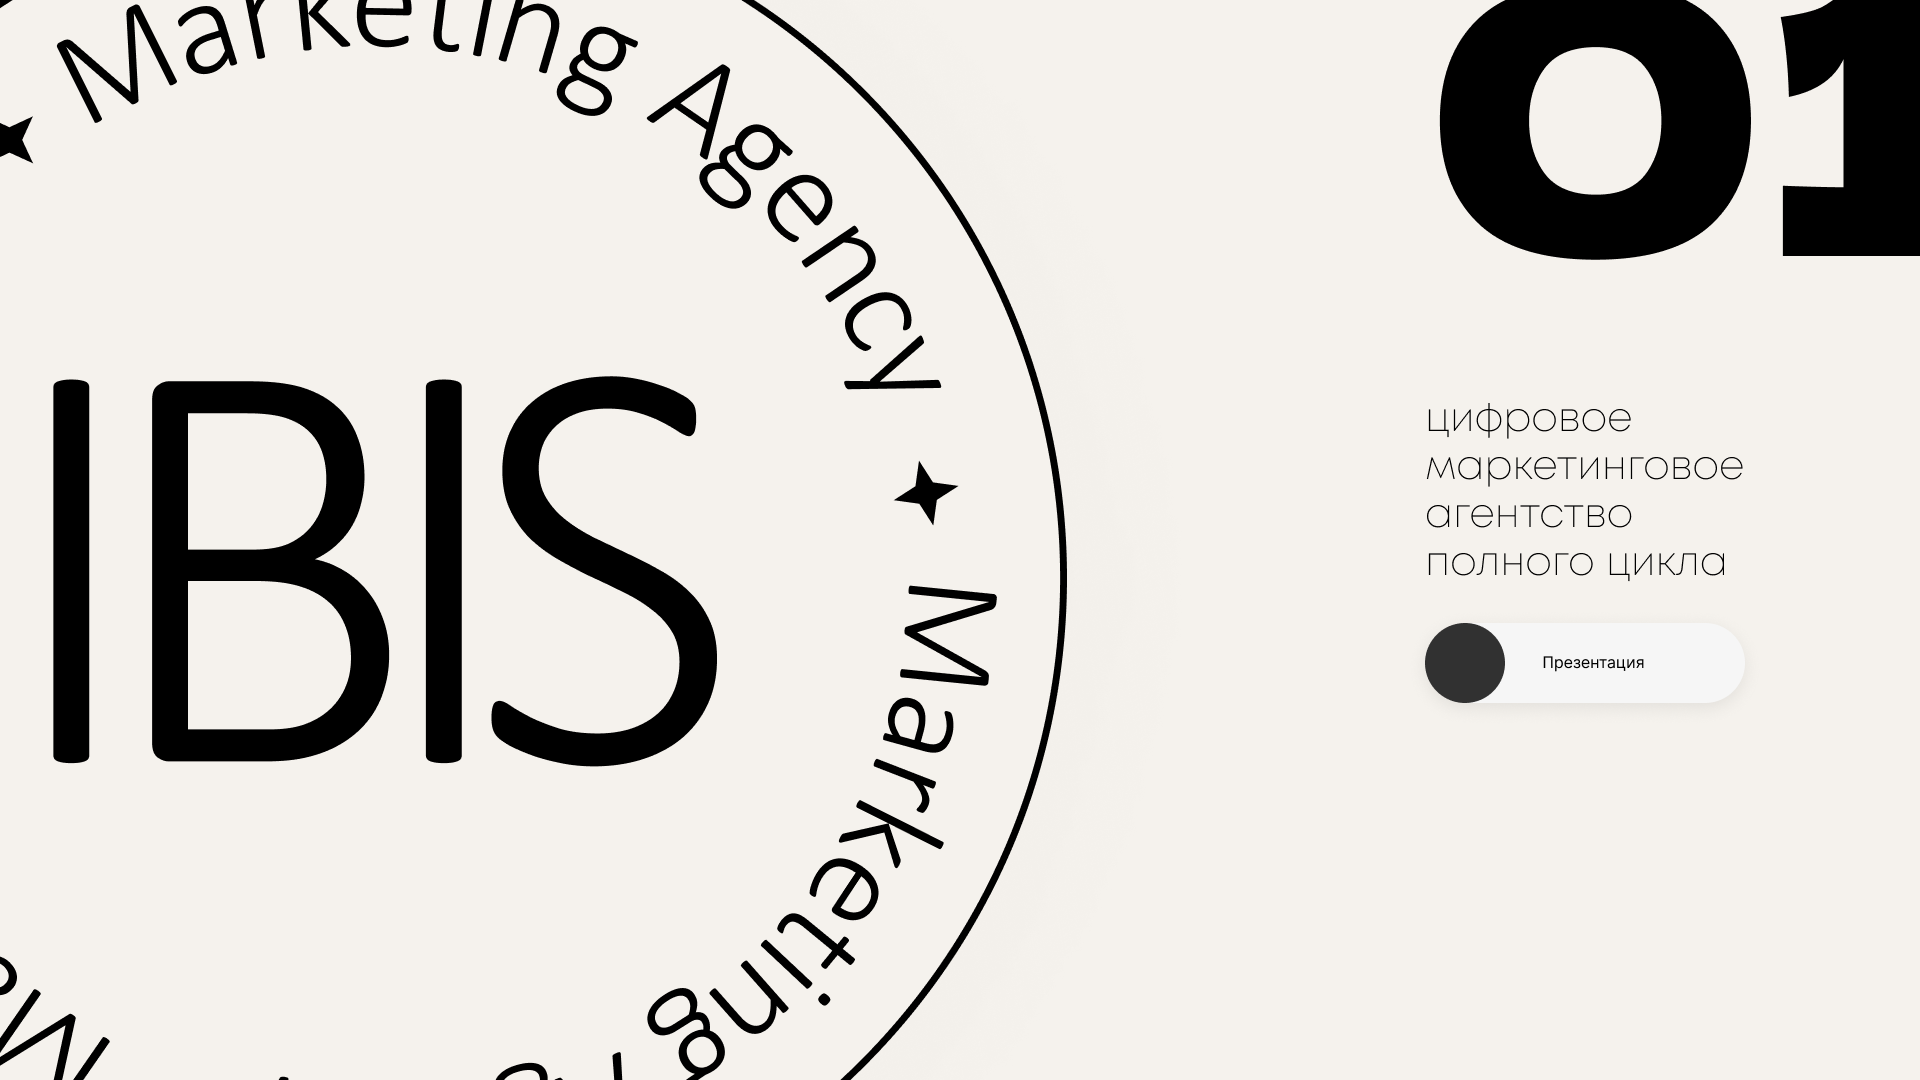 Marketing Agency
Marketing
IBIS
01
цифровое
маркетинговое
агентство
полного цикла
Презентация